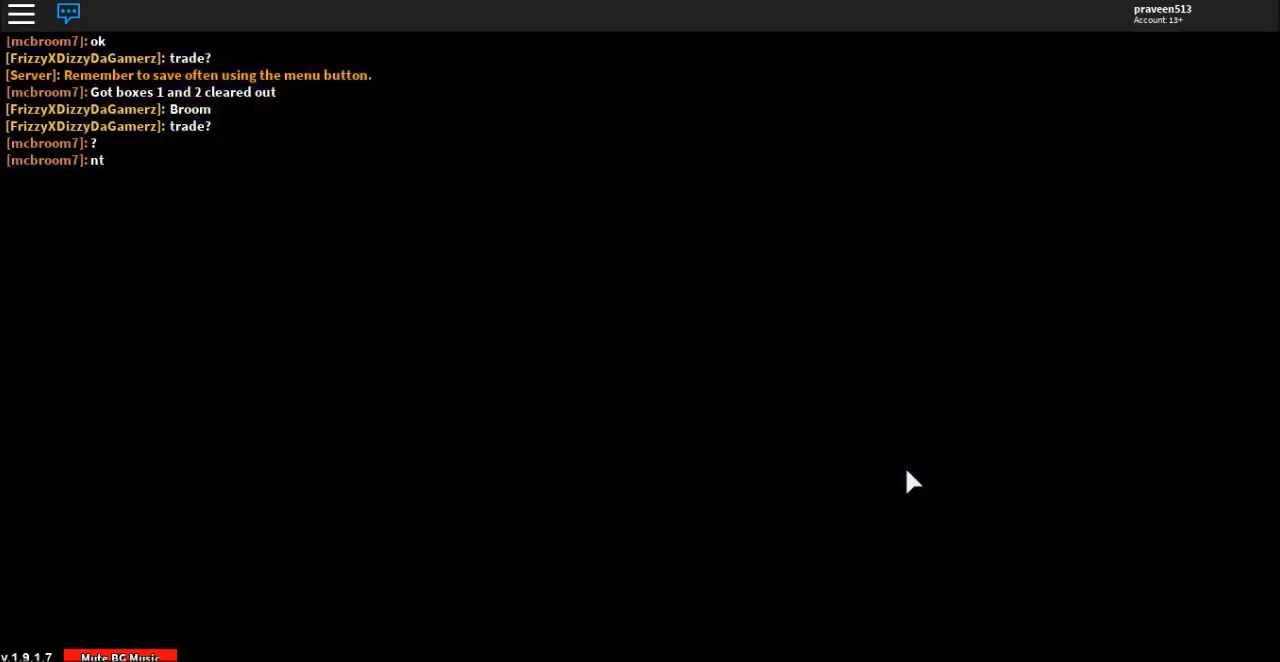 praveen513
Account: 13+
[mcbroom7]: ok
[FrizzyXDizzyDaGamerz]: trade?
[Server]: Remember to save often using the menu button.
[mcbroom7]: Got boxes 1 and 2 cleared out
[FrizzyXDizzyDaGamerz]: Broom
[FrizzyXDizzyDaGamerz]: trade?
[mcbroom7]: ?
[mcbroom7]: nt
v.1.9.1.7 Mute BG Music